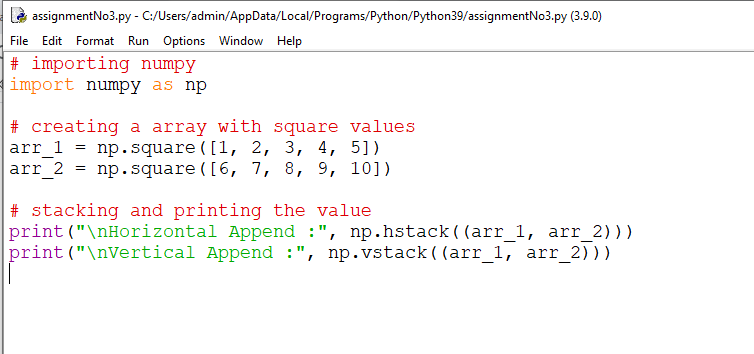 assignmentNo3.py - C:/Users/admin/AppData/Local/Programs/Python/Python39/assignmentNo3.py (3.9.0)
File Edit Format Run Options Window Help
# importing numpy
import numpy as np
# creating a array with square values
arr_1 = np.square([1, 2, 3, 4, 5])
arr_2 = np.square([6, 7, 8, 9, 10])
# stacking and printing the value
print("\nHorizontal Append :", np.hstack((arr_1, arr_2)))
print("\nVertical Append :", np.vstack((arr_1, arr_2)))